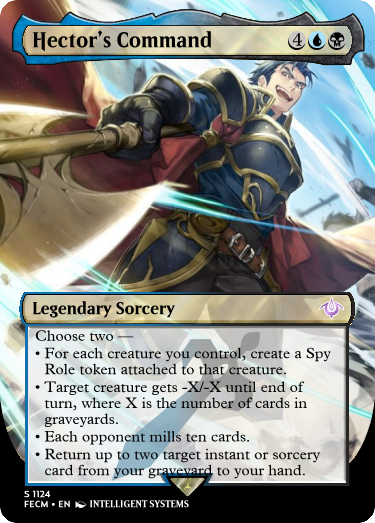 Hector's Command 4
Legendary Sorcery
Choose two —
• For each creature you control, create a Spy
Role token attached to that creature.
• Target creature gets -X/-X until end of
turn, where X is the number of cards in
graveyards.
• Each opponent mills ten cards.
• Return up to two target instant or sorcery
card from your graveyard to your hand.
S 1124
FECM • EN INTELLIGENT SYSTEMS